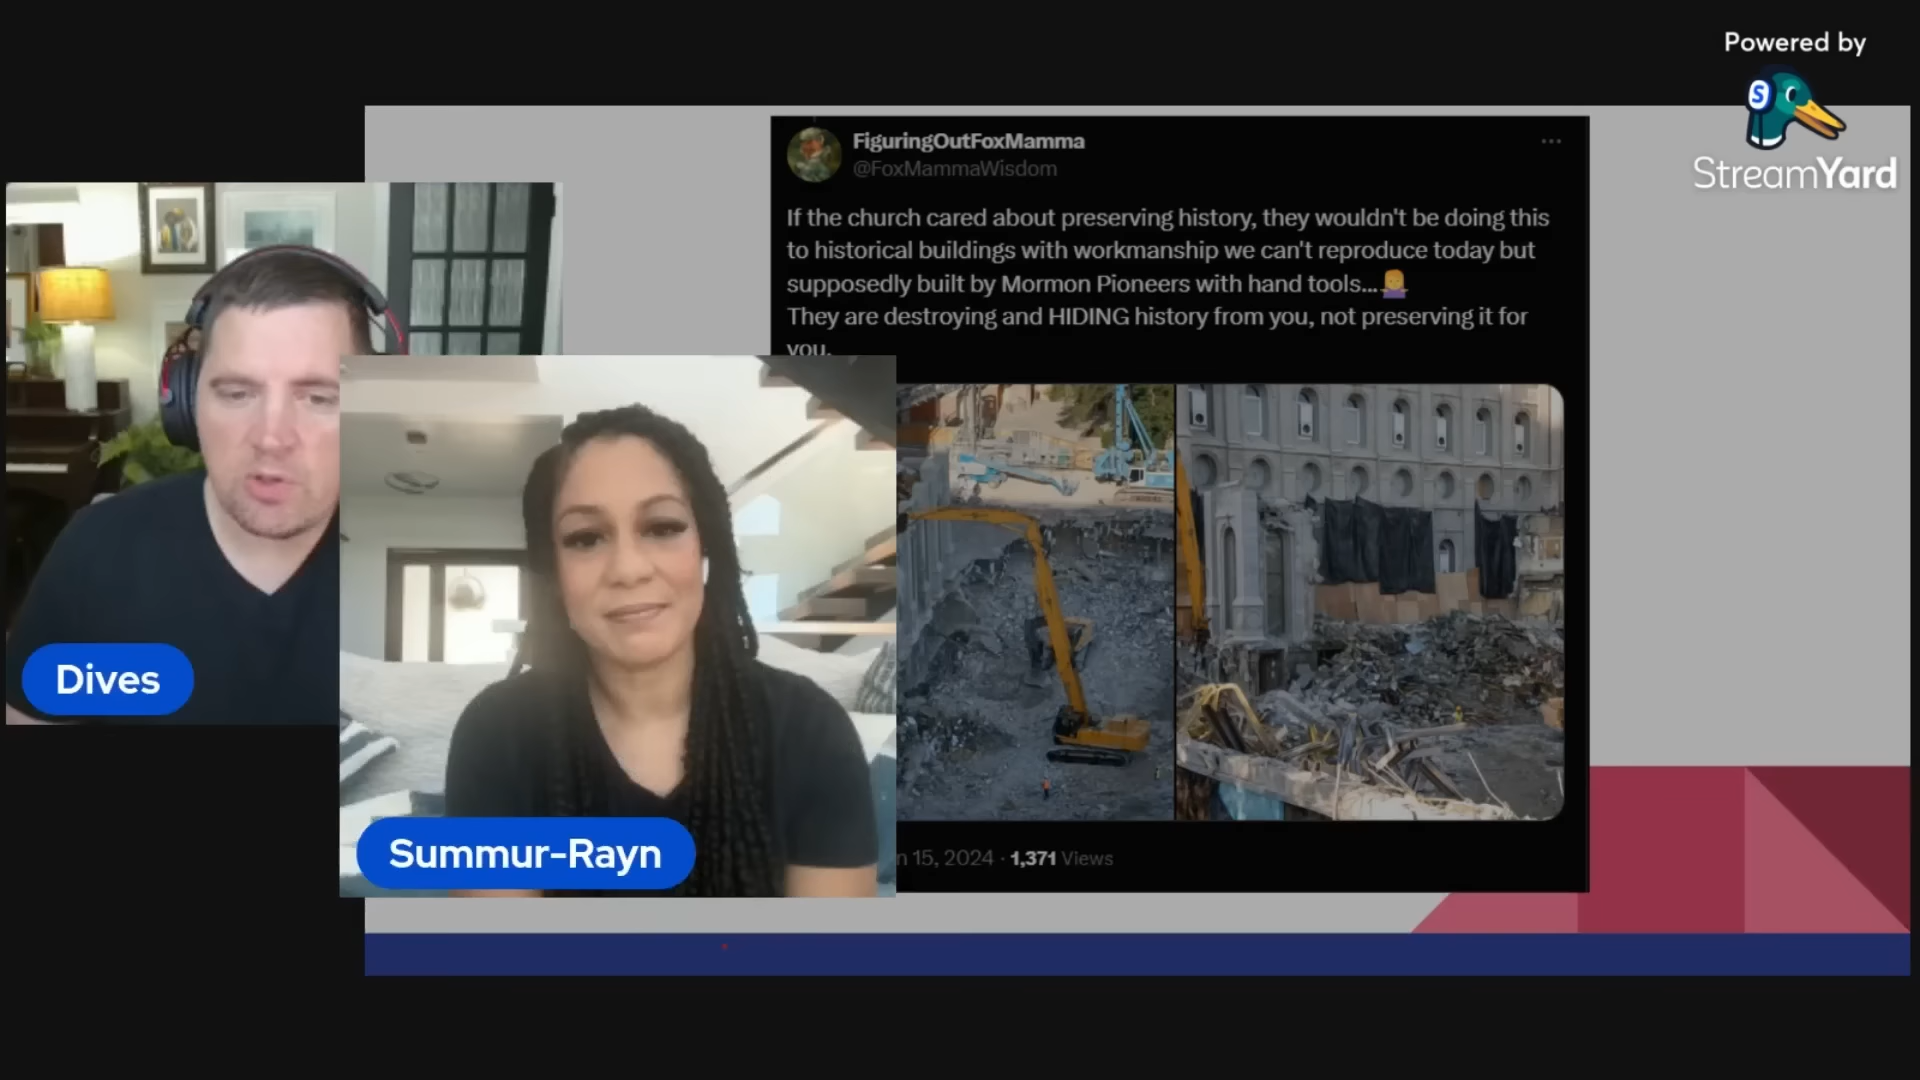 Powered by
S
StreamYard
FiguringOutFoxMamma
@FoxMammaWisdom
If the church cared about preserving history, they wouldn't be doing this
to historical buildings with workmanship we can't reproduce today but
supposedly built by Mormon Pioneers with hand tools...🤷‍♀️
They are destroying and HIDING history from you, not preserving it for
you.
15, 2024 · 1,371 Views
Dives
Summur-Rayn